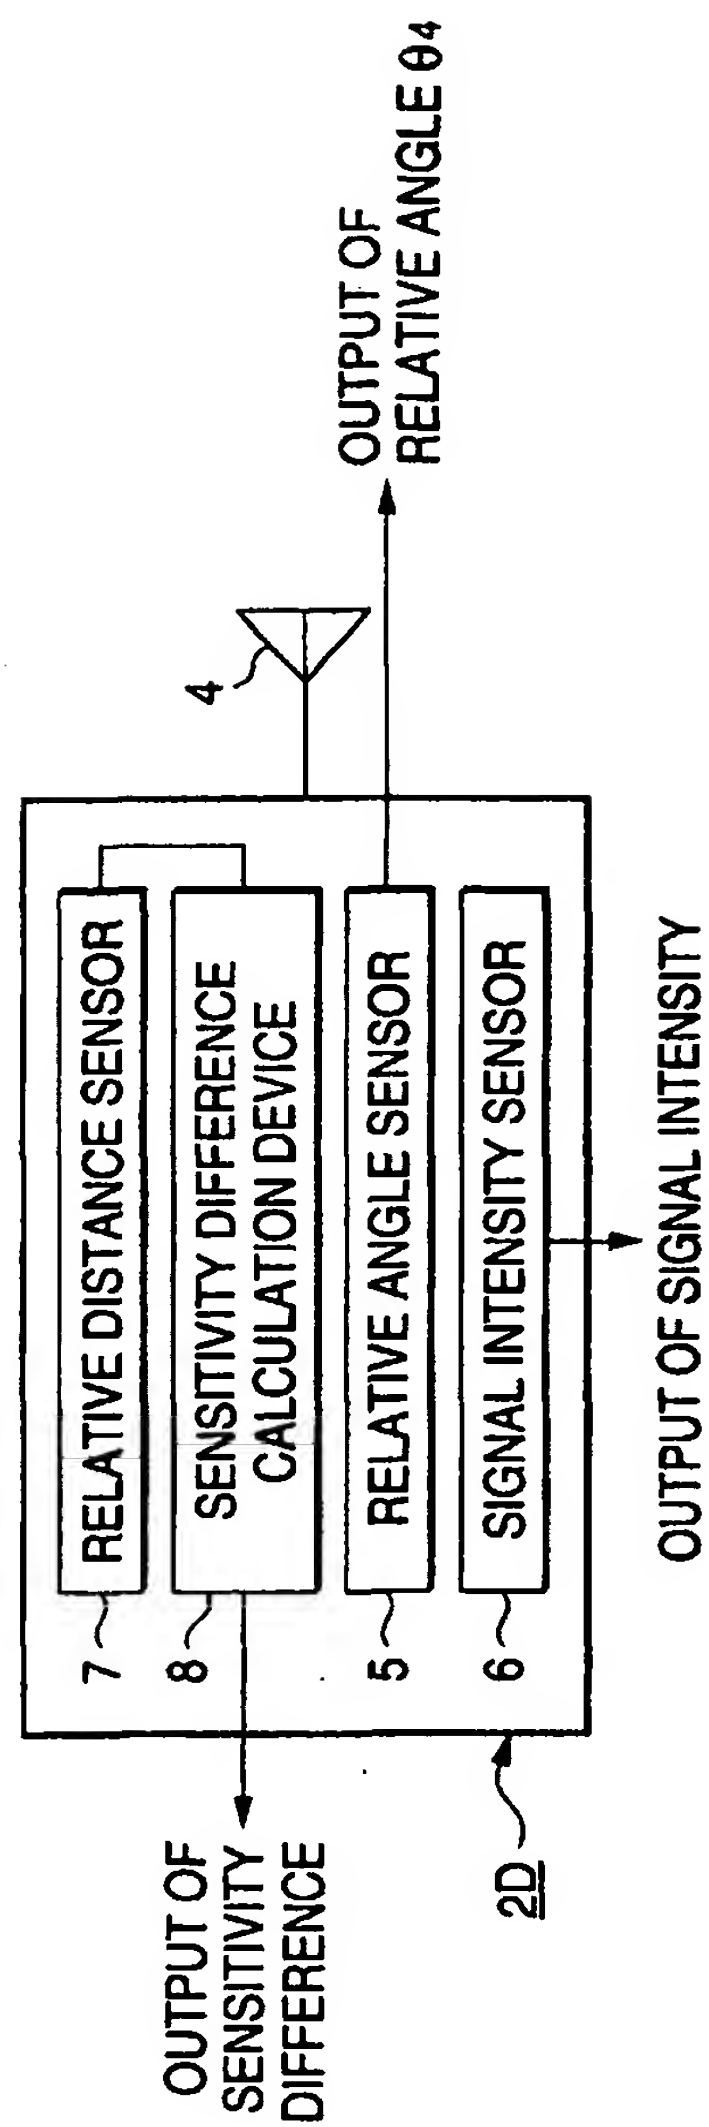 4
OUTPUT OF
RELATIVE ANGLE θ4
7
RELATIVE DISTANCE SENSOR
8
SENSITIVITY DIFFERENCE
CALCULATION DEVICE
5
RELATIVE ANGLE SENSOR
6
SIGNAL INTENSITY SENSOR
OUTPUT OF
SENSITIVITY
DIFFERENCE
2D
OUTPUT OF SIGNAL INTENSITY